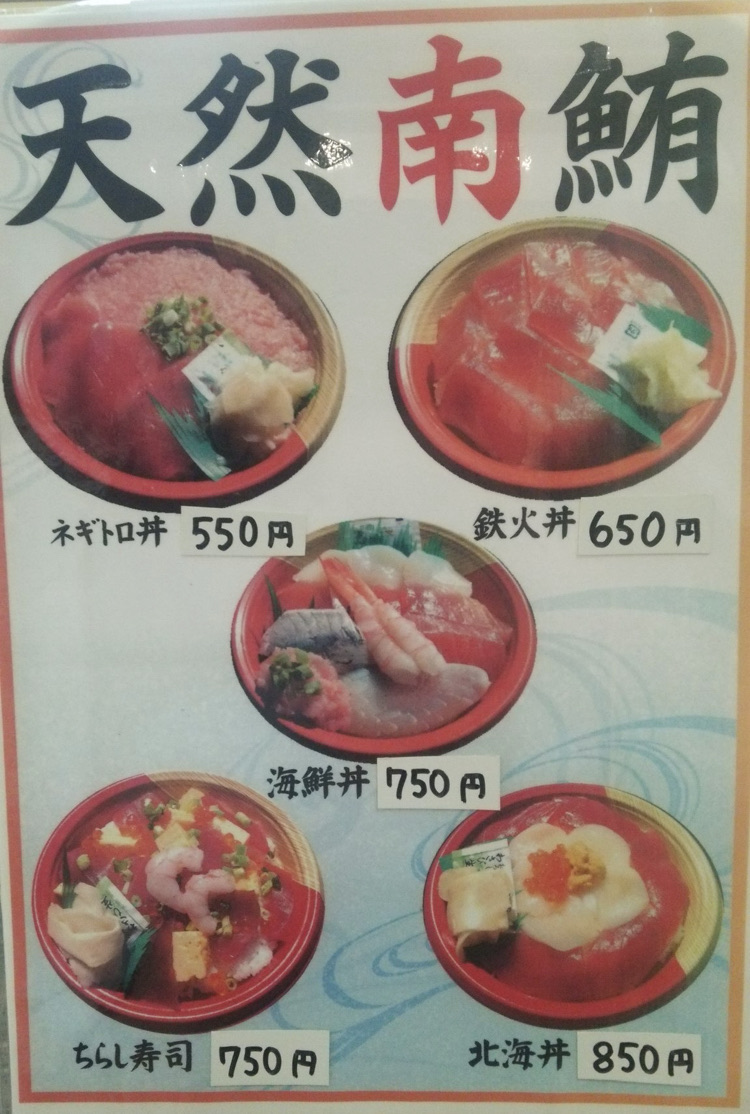 天然南鮪
ネギトロ丼 550円
鉄火丼 650円
海鮮丼 750円
ちらし寿司 750円
北海丼 850円